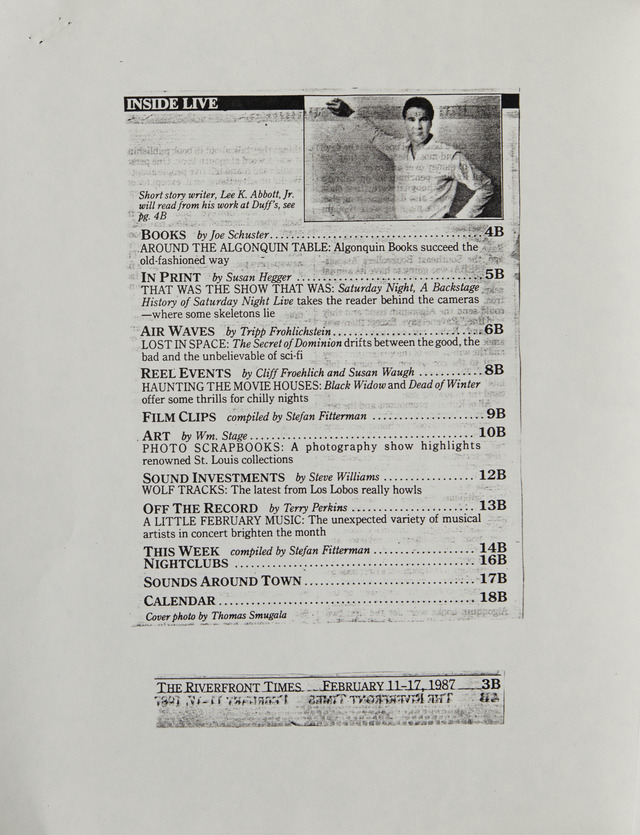 INSIDE LIVE
Short story writer, Lee K. Abbott, Jr.
will read from his work at Duff's, see
pg. 4B
BOOKS by Joe Schuster..............................4B
AROUND THE ALGONQUIN TABLE: Algonquin Books succeed the
old-fashioned way
IN PRINT by Susan Hegger ..........................5B
THAT WAS THE SHOW THAT WAS: Saturday Night, A Backstage
History of Saturday Night Live takes the reader behind the cameras
—where some skeletons lie
AIR WAVES by Tripp Frohlichstein......................6B
LOST IN SPACE: The Secret of Dominion drifts between the good, the
bad and the unbelievable of sci-fi
REEL EVENTS by Cliff Froehlich and Susan Waugh ...........8B
HAUNTING THE MOVIE HOUSES: Black Widow and Dead of Winter
offer some thrills for chilly nights
FILM CLIPS compiled by Stefan Fitterman ..................9B
ART by Wm. Stage....................................10B
PHOTO SCRAPBOOKS: A photography show highlights
renowned St. Louis collections
SOUND INVESTMENTS by Steve Williams ...............12B
WOLF TRACKS: The latest from Los Lobos really howls
OFF THE RECORD by Terry Perkins ....................13B
A LITTLE FEBRUARY MUSIC: The unexpected variety of musical
artists in concert brighten the month
THIS WEEK compiled by Stefan Fitterman ................14B
NIGHTCLUBS ......................................16B
SOUNDS AROUND TOWN...........................17B
CALENDAR........................................18B
Cover photo by Thomas Smugala
THE RIVERFRONT TIMES FEBRUARY 11-17, 1987 3B